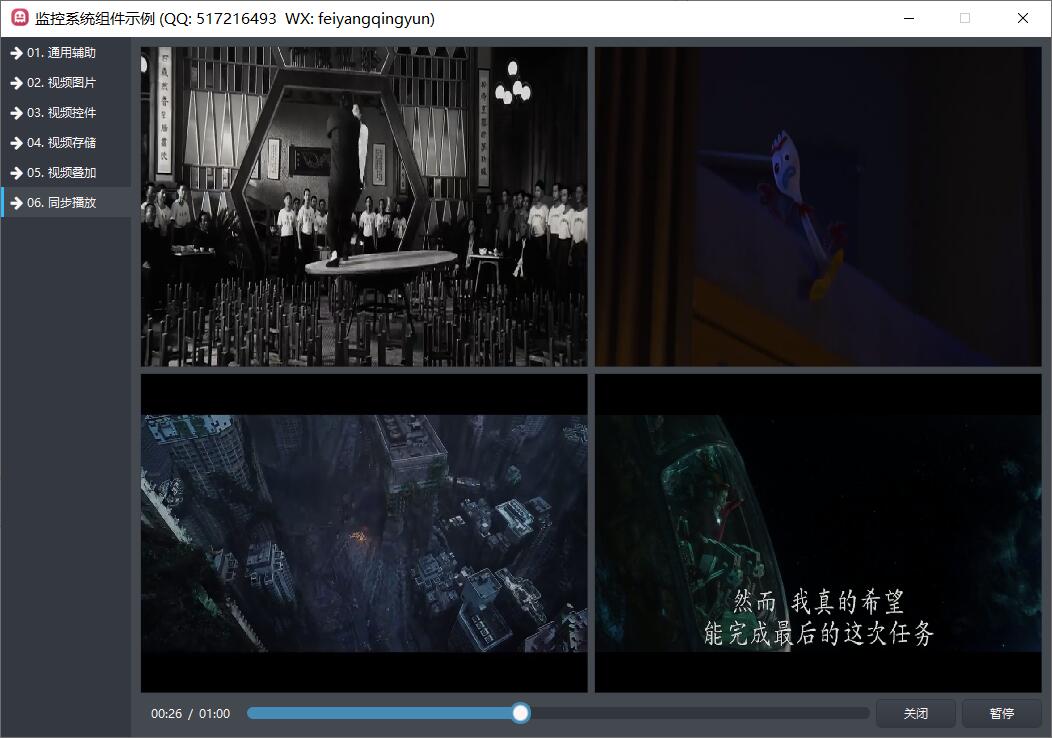 监控系统组件示例 (QQ: 517216493 WX: feiyangqingyun)
01. 通用辅助
02. 视频图片
03. 视频控件
04. 视频存储
05. 视频叠加
06. 同步播放
然而 我真的希望
能完成最后的这次任务
00:26 / 01:00
关闭
暂停